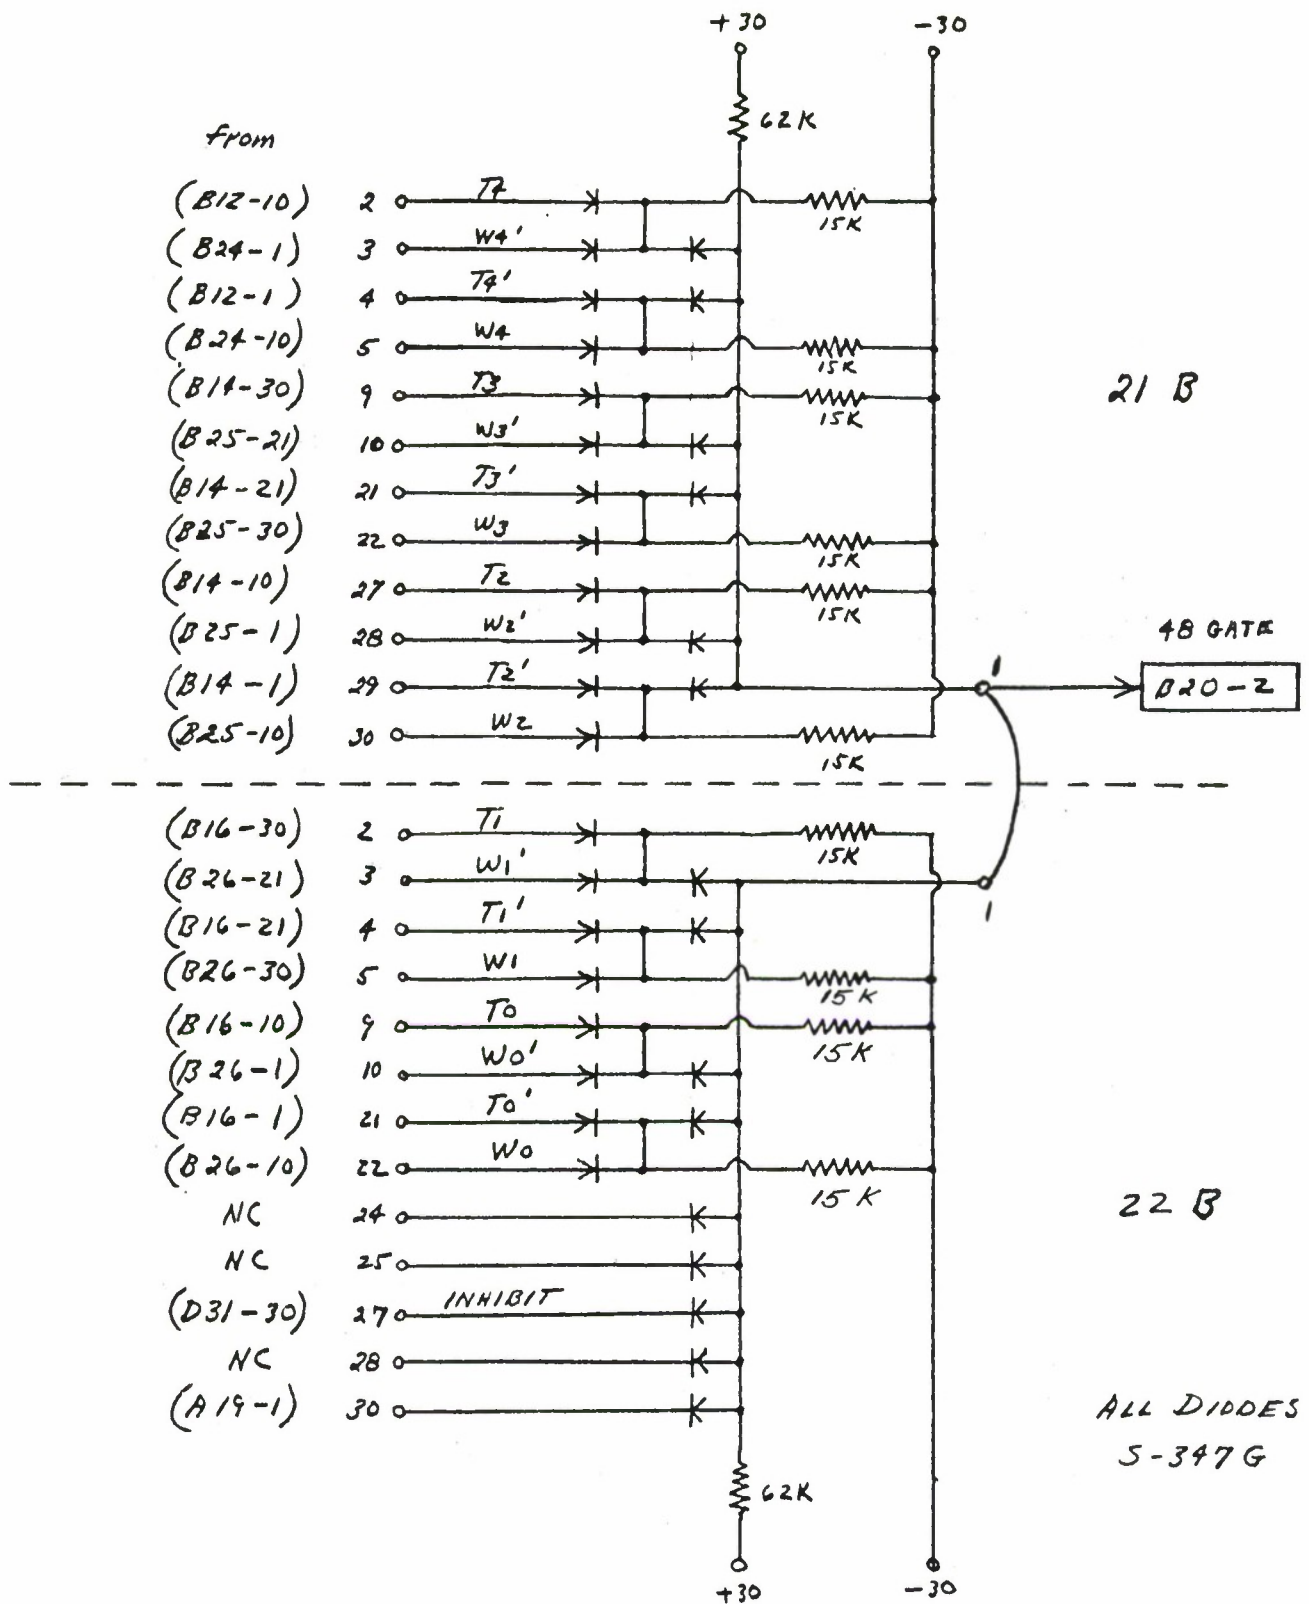 +30 -30
62K
from
(B12-10) 2 T4
15K
(B24-1) 3 W4'
(B12-1) 4 T4'
(B24-10) 5 W4
15K
(B14-30) 9 T3
15K
(B25-21) 10 W3'
(B14-21) 21 T3'
(B25-30) 22 W3
15K
(B14-10) 27 T2
15K
(B25-1) 28 W2'
(B14-1) 29 T2'
(B25-10) 30 W2
15K
21 B
48 GATE
1
B20-2
(B16-30) 2 T1
15K
(B26-21) 3 W1'
1
(B16-21) 4 T1'
(B26-30) 5 W1
15K
(B16-10) 9 T0
15K
(B26-1) 10 W0'
(B16-1) 21 T0'
(B26-10) 22 W0
15K
NC 24
22 B
NC 25
(D31-30) 27 INHIBIT
NC 28
(A19-1) 30
ALL DIODES
S-347G
62K
+30 -30